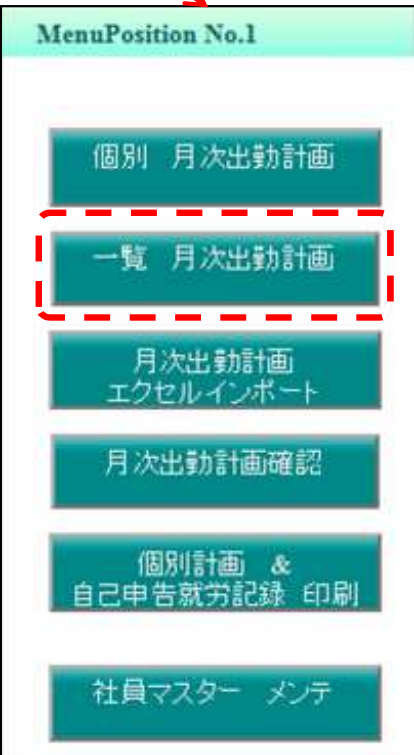 MenuPosition No.1
個別　月次出勤計画
一覧　月次出勤計画
月次出勤計画
エクセルインポート
月次出勤計画確認
個別計画　&
自己申告就労記録 印刷
社員マスター　メンテ